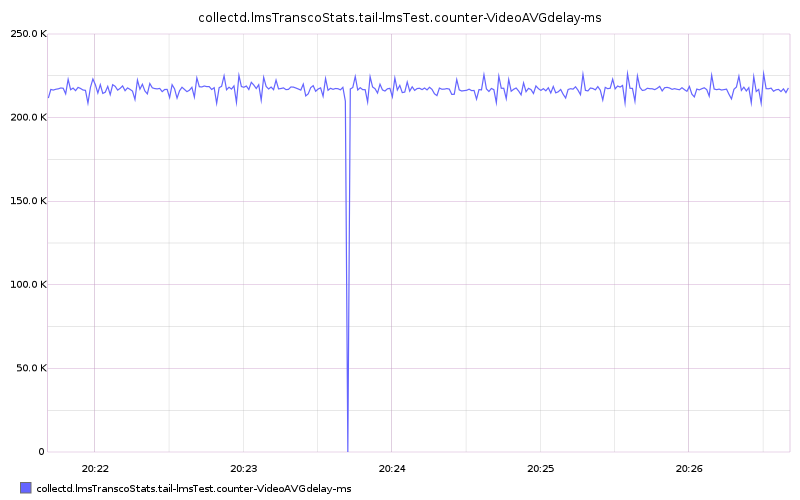 collectd.lmsTranscoStats.tail-lmsTest.counter-VideoAVGdelay-ms
250.0 K
200.0 K
150.0 K
100.0 K
50.0 K
0
20:22 20:23 20:24 20:25 20:26
collectd.lmsTranscoStats.tail-lmsTest.counter-VideoAVGdelay-ms